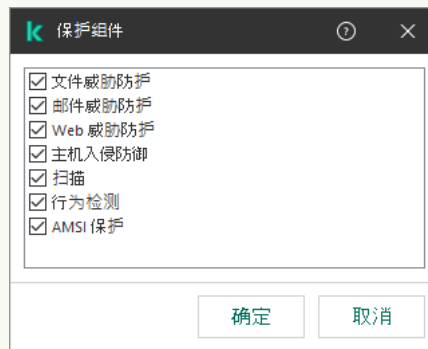 保护组件
文件威胁防护
邮件威胁防护
Web 威胁防护
主机入侵防御
扫描
行为检测
AMSI 保护
确定
取消